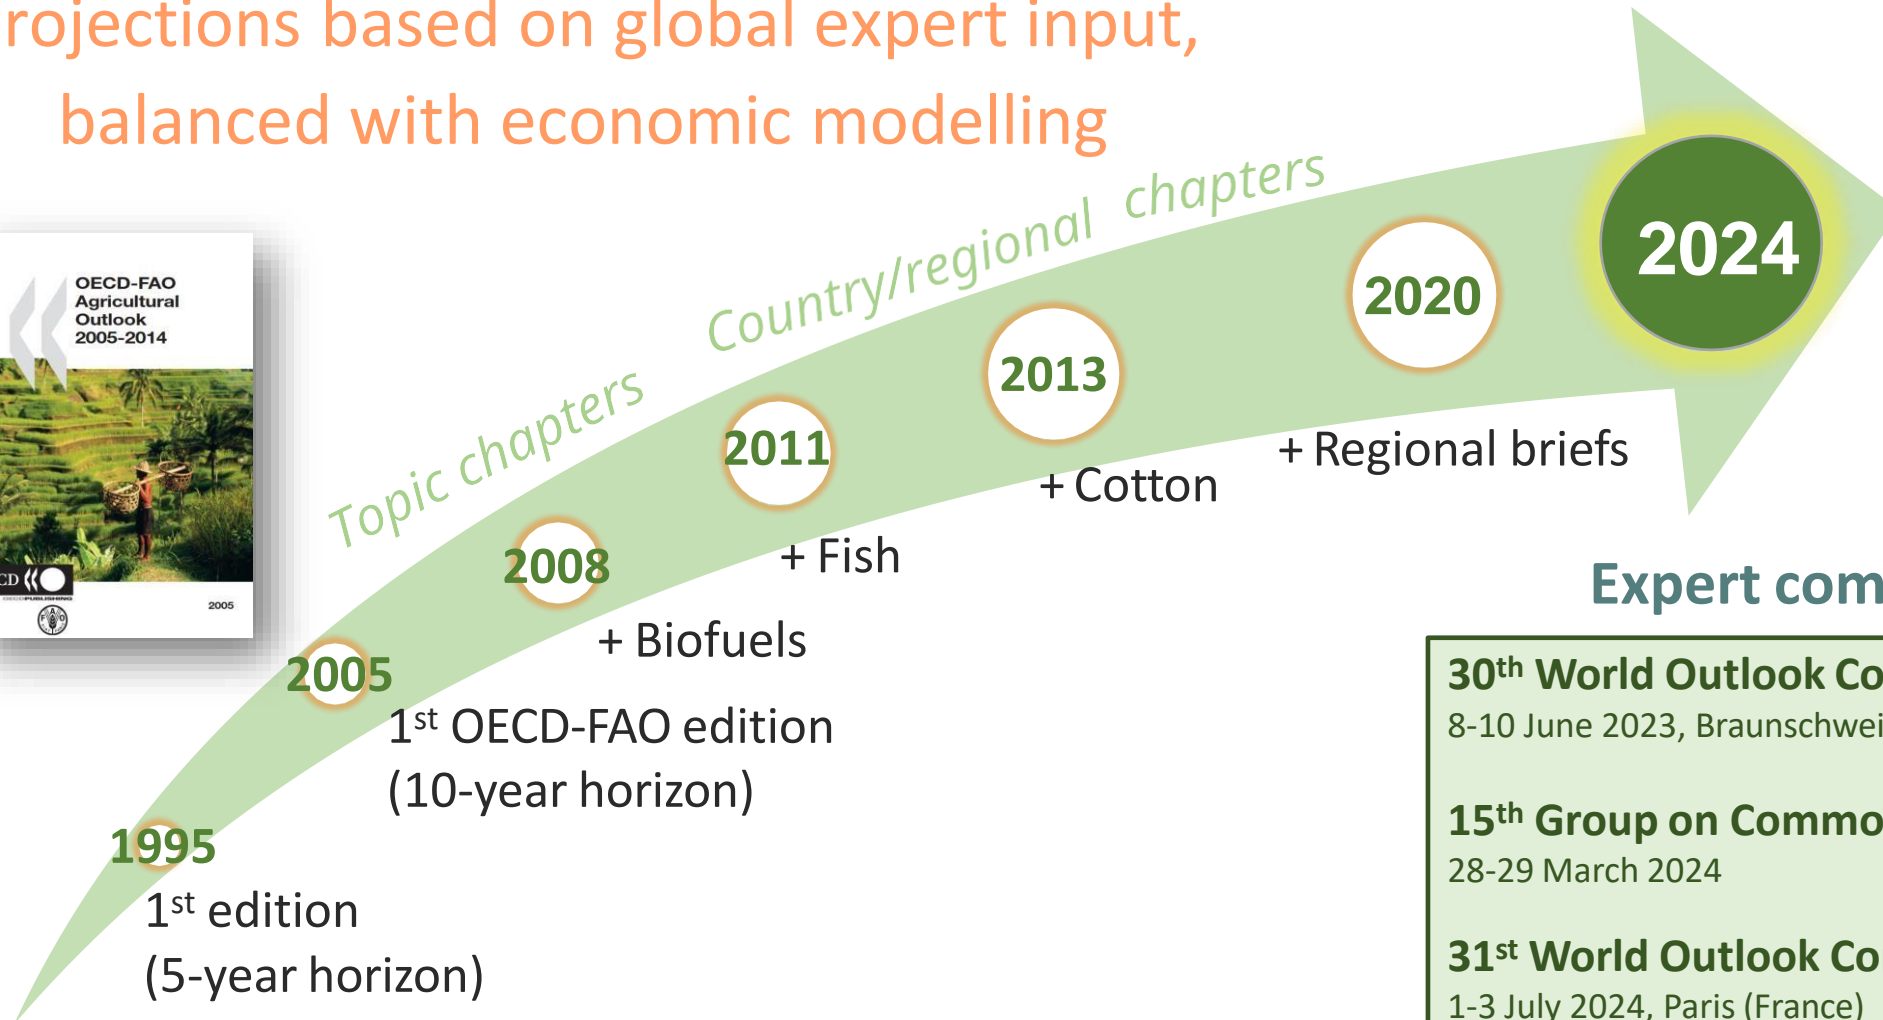 rojections based on global expert input,
balanced with economic modelling
OECD-FAO
Agricultural
Outlook
2005-2014
2005
Topic chapters
Country/regional chapters
2024
2020
2013
2011
2008
2005
1995
+ Regional briefs
+ Cotton
+ Fish
+ Biofuels
1st OECD-FAO edition
(10-year horizon)
1st edition
(5-year horizon)
Expert com
30th World Outlook Co
8-10 June 2023, Braunschwei
15th Group on Commo
28-29 March 2024
31st World Outlook Co
1-3 July 2024, Paris (France)